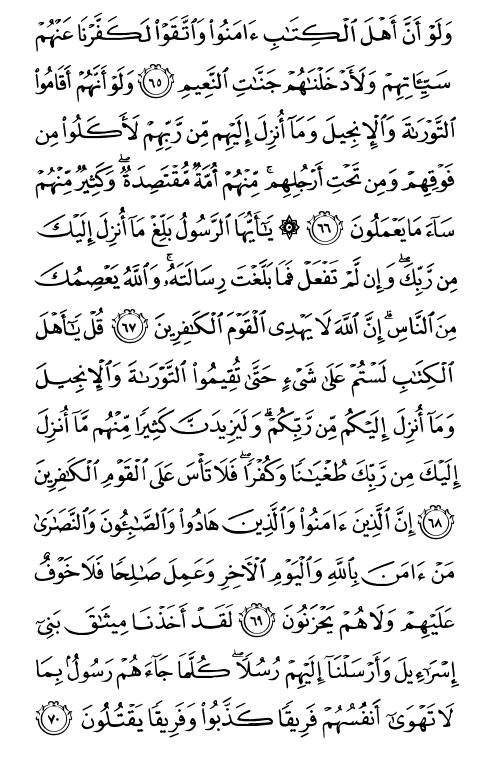 وَلَوۡ أَنَّ أَهۡلَ ٱلۡكِتَٰبِ ءَامَنُواْ وَٱتَّقَوۡاْ لَكَفَّرۡنَا عَنۡهُمۡ
سَيِّـَٔاتِهِمۡ وَلَأَدۡخَلۡنَٰهُمۡ جَنَّٰتِ ٱلنَّعِيمِ ٦٥ وَلَوۡ أَنَّهُمۡ أَقَامُواْ
ٱلتَّوۡرَىٰةَ وَٱلۡإِنجِيلَ وَمَآ أُنزِلَ إِلَيۡهِم مِّن رَّبِّهِمۡ لَأَكَلُواْ مِن
فَوۡقِهِمۡ وَمِن تَحۡتِ أَرۡجُلِهِمۚ مِّنۡهُمۡ أُمَّةٞ مُّقۡتَصِدَةٞۖ وَكَثِيرٞ مِّنۡهُمۡ
سَآءَ مَا يَعۡمَلُونَ ٦٦ ۞ يَٰٓأَيُّهَا ٱلرَّسُولُ بَلِّغۡ مَآ أُنزِلَ إِلَيۡكَ
مِن رَّبِّكَۖ وَإِن لَّمۡ تَفۡعَلۡ فَمَا بَلَّغۡتَ رِسَالَتَهُۥۚ وَٱللَّهُ يَعۡصِمُكَ
مِنَ ٱلنَّاسِۗ إِنَّ ٱللَّهَ لَا يَهۡدِي ٱلۡقَوۡمَ ٱلۡكَٰفِرِينَ ٦٧ قُلۡ يَٰٓأَهۡلَ
ٱلۡكِتَٰبِ لَسۡتُمۡ عَلَىٰ شَيۡءٍ حَتَّىٰ تُقِيمُواْ ٱلتَّوۡرَىٰةَ وَٱلۡإِنجِيلَ
وَمَآ أُنزِلَ إِلَيۡكُم مِّن رَّبِّكُمۡۗ وَلَيَزِيدَنَّ كَثِيرٗا مِّنۡهُم مَّآ أُنزِلَ
إِلَيۡكَ مِن رَّبِّكَ طُغۡيَٰنٗا وَكُفۡرٗاۖ فَلَا تَأۡسَ عَلَى ٱلۡقَوۡمِ ٱلۡكَٰفِرِينَ
٦٨ إِنَّ ٱلَّذِينَ ءَامَنُواْ وَٱلَّذِينَ هَادُواْ وَٱلصَّٰبِـُٔونَ وَٱلنَّصَٰرَىٰ
مَنۡ ءَامَنَ بِٱللَّهِ وَٱلۡيَوۡمِ ٱلۡأٓخِرِ وَعَمِلَ صَٰلِحٗا فَلَا خَوۡفٌ
عَلَيۡهِمۡ وَلَا هُمۡ يَحۡزَنُونَ ٦٩ لَقَدۡ أَخَذۡنَا مِيثَٰقَ بَنِيٓ
إِسۡرَٰٓءِيلَ وَأَرۡسَلۡنَآ إِلَيۡهِمۡ رُسُلٗاۖ كُلَّمَا جَآءَهُمۡ رَسُولُۢ بِمَا
لَا تَهۡوَىٰٓ أَنفُسُهُمۡ فَرِيقٗا كَذَّبُواْ وَفَرِيقٗا يَقۡتُلُونَ ٧٠